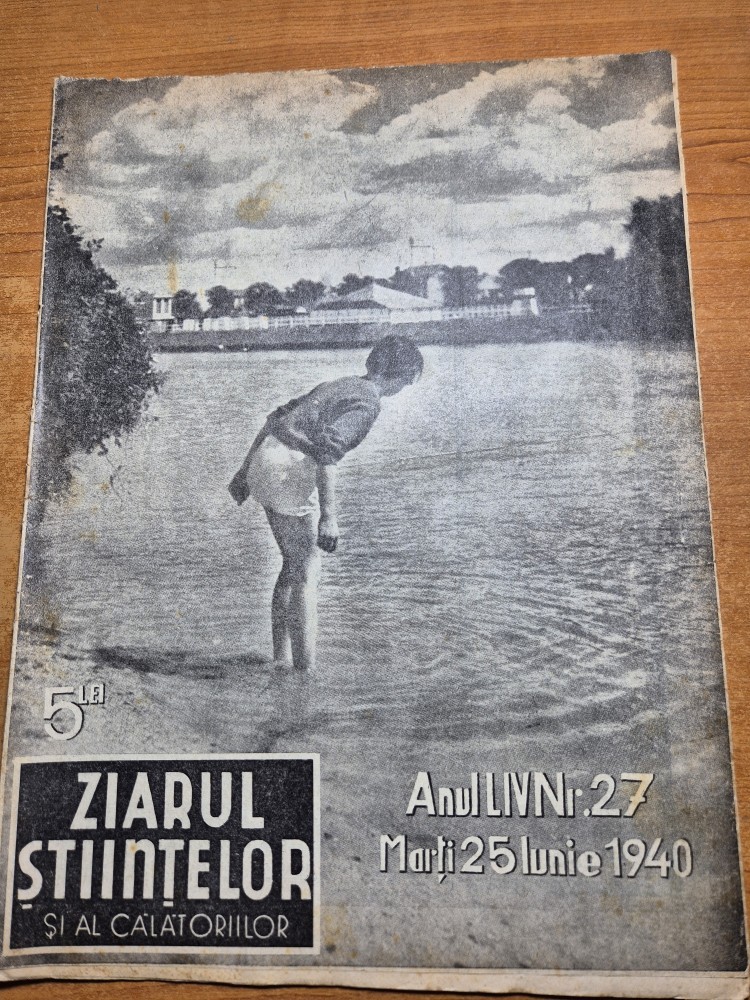 5 LEI
ZIARUL
ȘTIINȚELOR
ȘI AL CĂLĂTORIILOR
Anul LIV Nr. 27
Marți 25 Iunie 1940